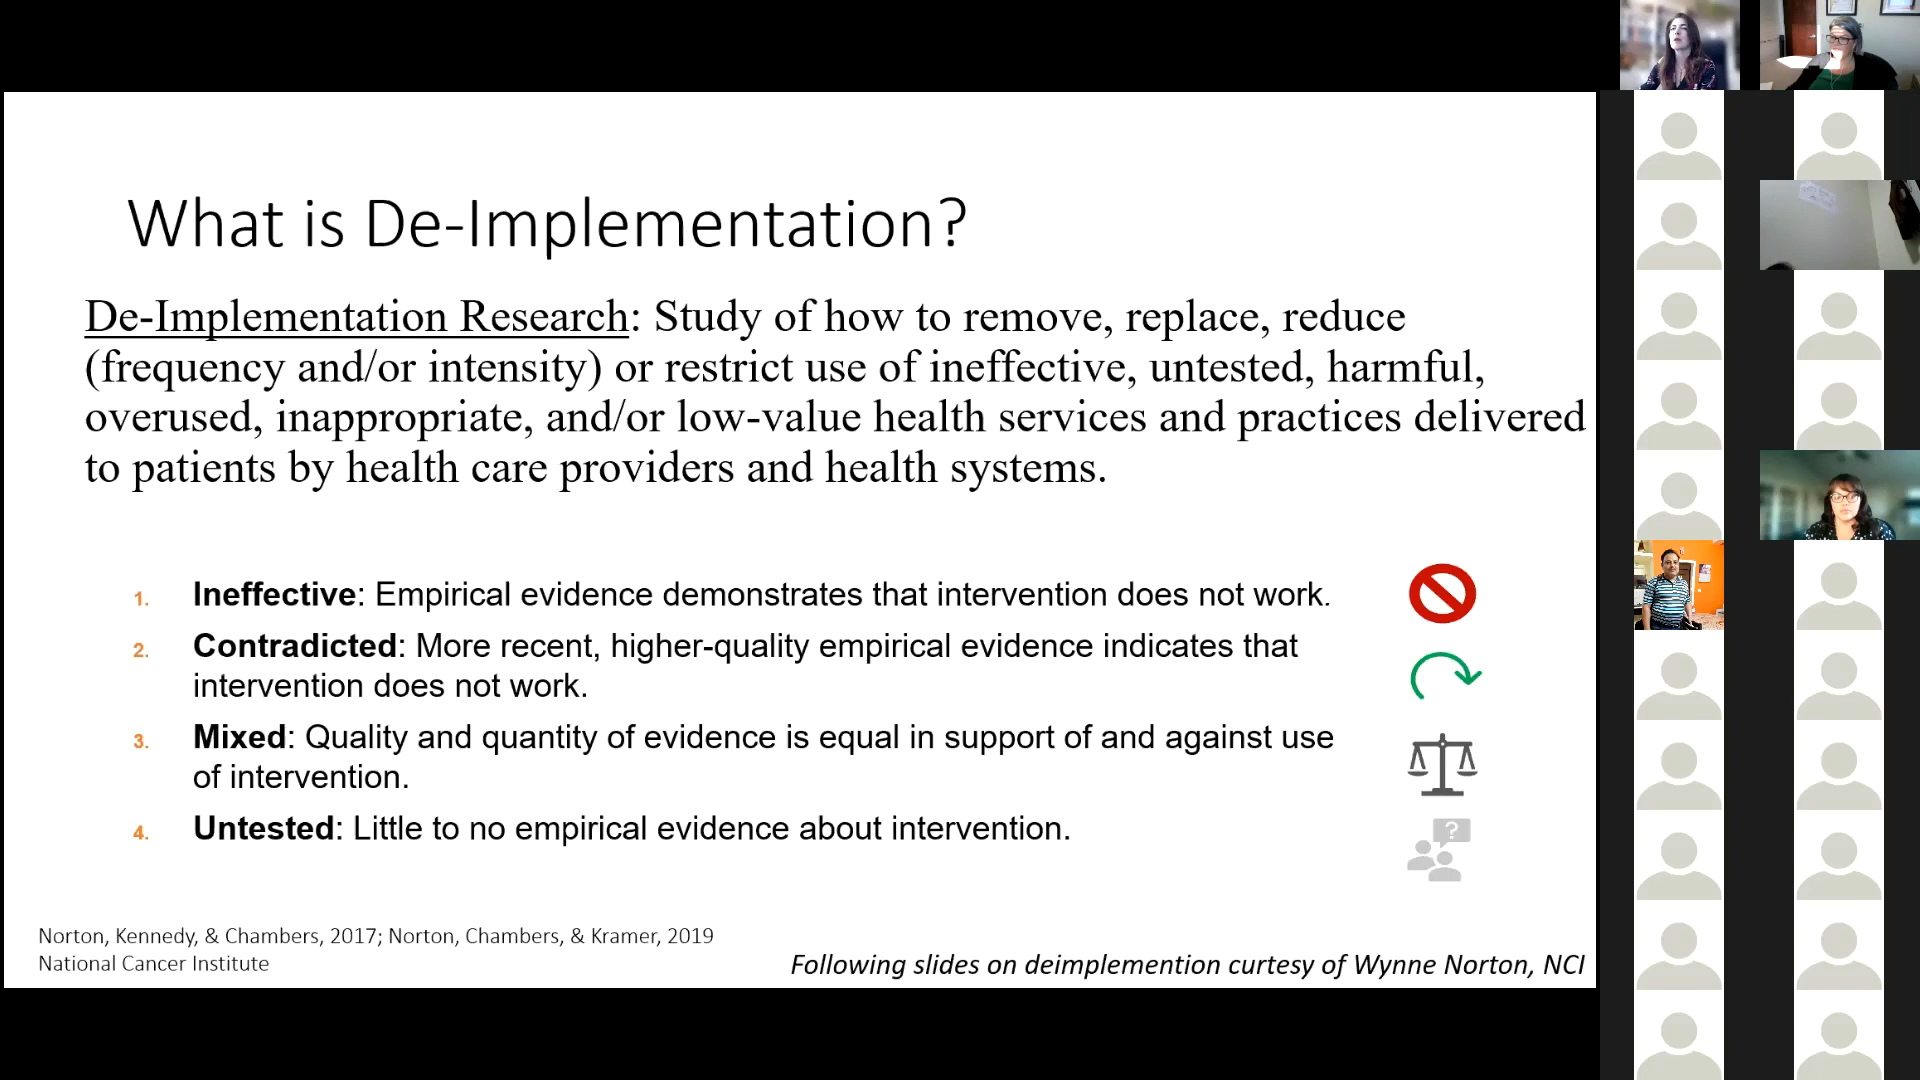 What is De-Implementation?
De-Implementation Research: Study of how to remove, replace, reduce
(frequency and/or intensity) or restrict use of ineffective, untested, harmful,
overused, inappropriate, and/or low-value health services and practices delivered
to patients by health care providers and health systems.
1. Ineffective: Empirical evidence demonstrates that intervention does not work.
2. Contradicted: More recent, higher-quality empirical evidence indicates that
intervention does not work.
3. Mixed: Quality and quantity of evidence is equal in support of and against use
of intervention.
4. Untested: Little to no empirical evidence about intervention.
?
Norton, Kennedy, & Chambers, 2017; Norton, Chambers, & Kramer, 2019
National Cancer Institute
Following slides on deimplemention curtesy of Wynne Norton, NCI